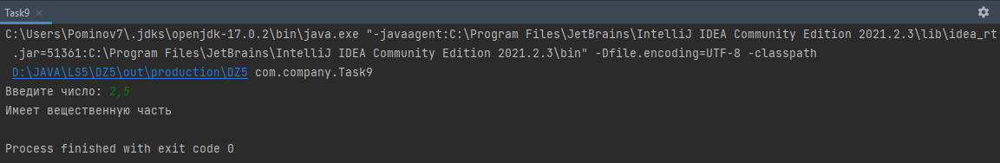 Task9
C:\Users\Pominov7\.jdks\openjdk-17.0.2\bin\java.exe "-javaagent:C:\Program Files\JetBrains\IntelliJ IDEA Community Edition 2021.2.3\lib\idea_rt
.jar=51361:C:\Program Files\JetBrains\IntelliJ IDEA Community Edition 2021.2.3\bin" -Dfile.encoding=UTF-8 -classpath
D:\JAVA\LS5\DZ5\out\production\DZ5 com.company.Task9
Введите число: 2,5
Имеет вещественную часть
Process finished with exit code 0